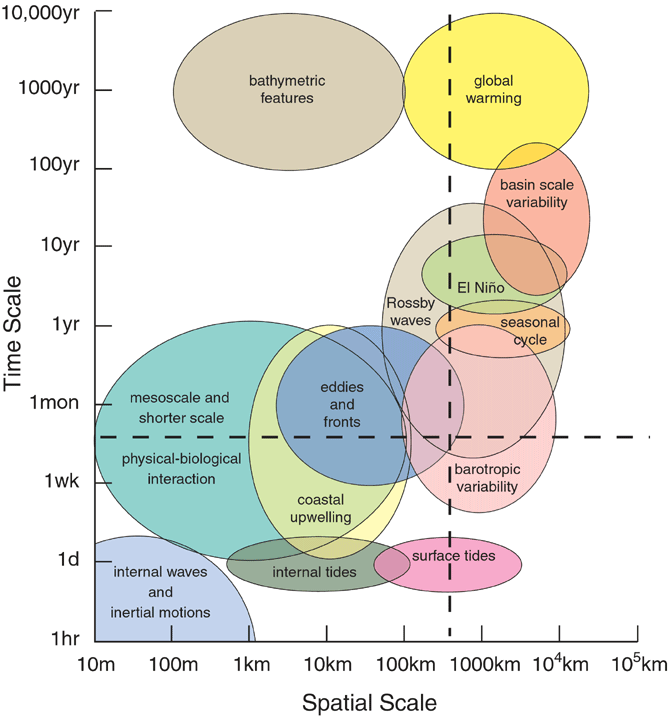 10,000yr
1000yr
100yr
10yr
1yr
1mon
1wk
1d
1hr
Time Scale
bathymetric
features
global
warming
basin scale
variability
El Niño
Rossby
waves
seasonal
cycle
mesoscale and
shorter scale
physical-biological
interaction
eddies
and
fronts
coastal
upwelling
barotropic
variability
internal waves
and
inertial motions
internal tides
surface tides
10m
100m
1km
10km
100km
1000km
10⁴km
10⁵km
Spatial Scale